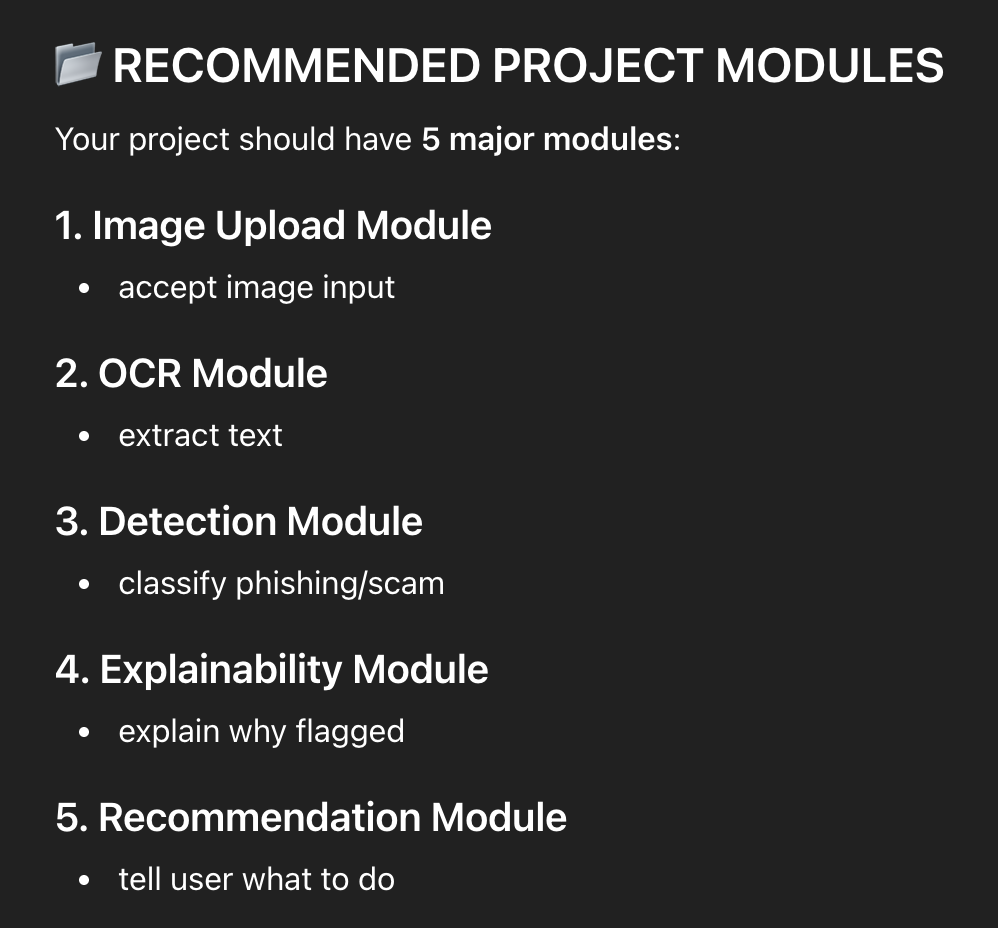 📁 RECOMMENDED PROJECT MODULES
Your project should have 5 major modules:
1. Image Upload Module
• accept image input
2. OCR Module
• extract text
3. Detection Module
• classify phishing/scam
4. Explainability Module
• explain why flagged
5. Recommendation Module
• tell user what to do